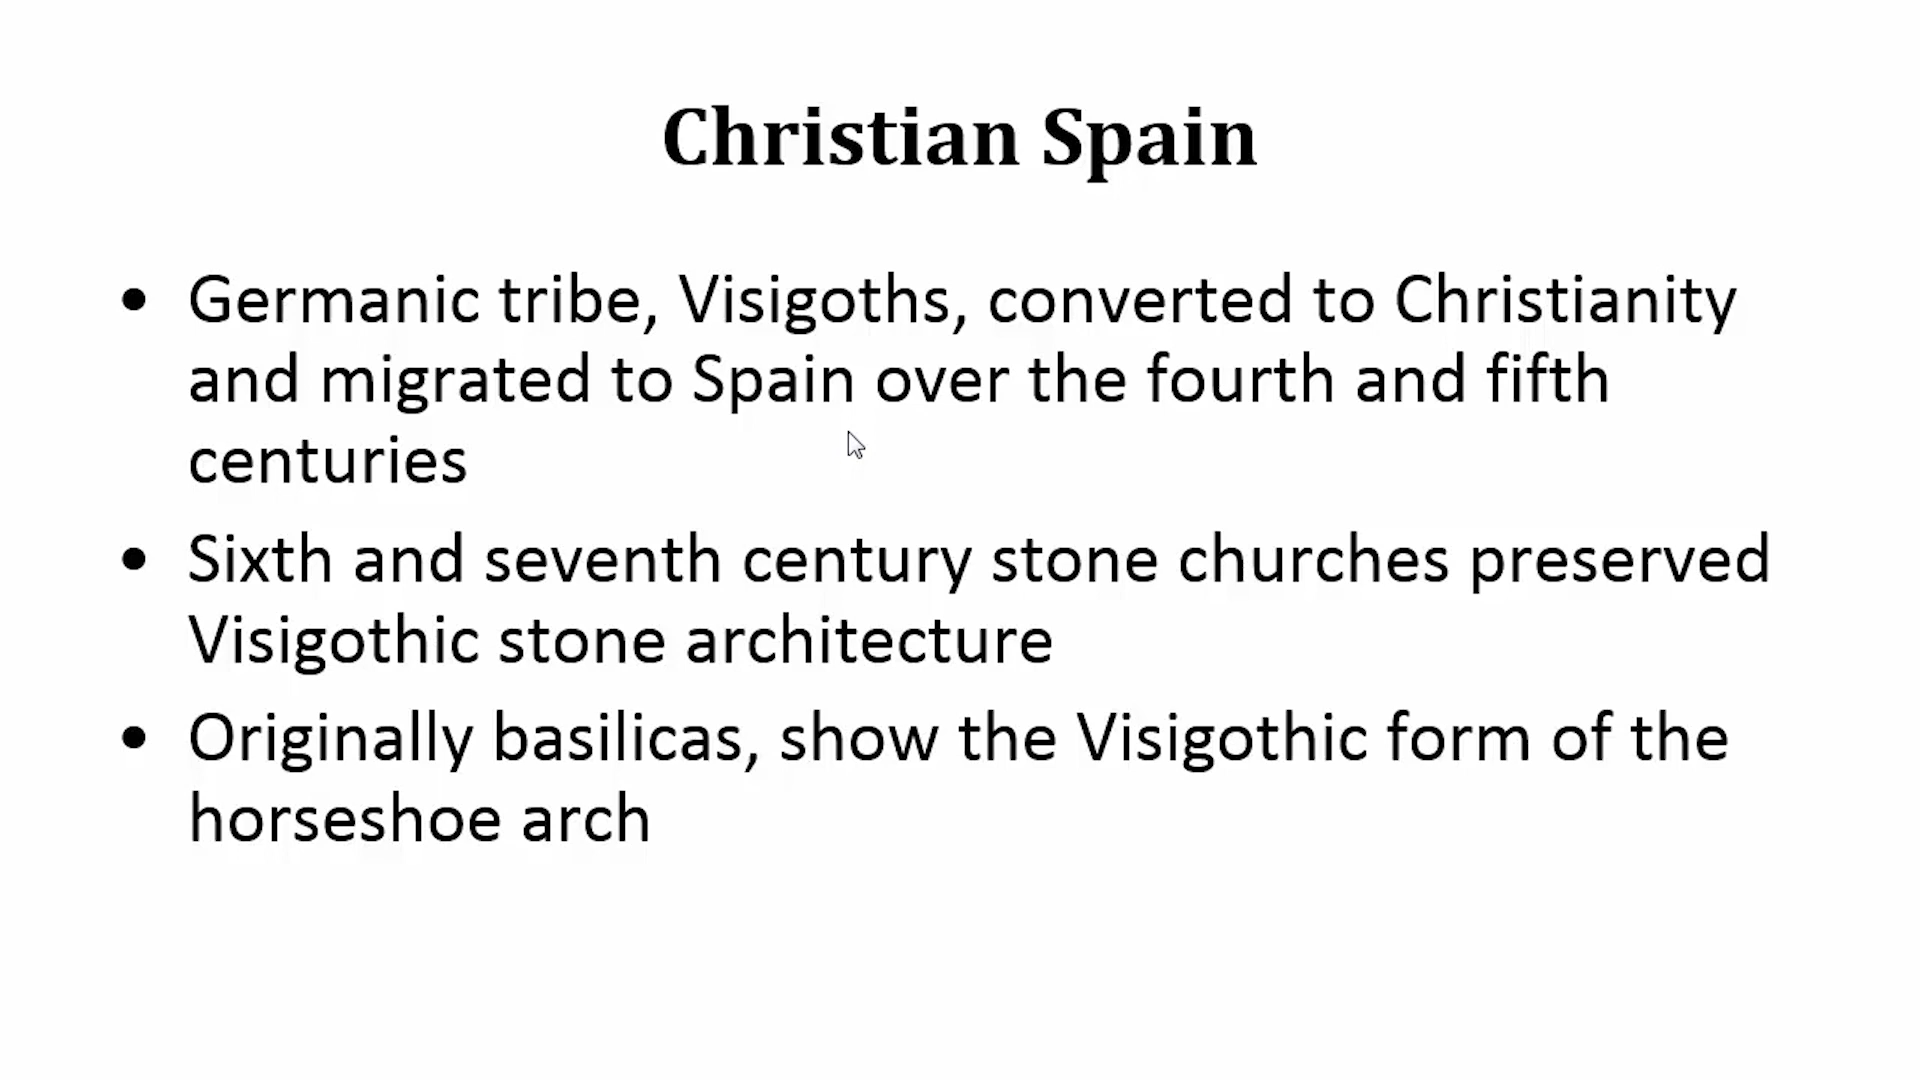 Christian Spain
• Germanic tribe, Visigoths, converted to Christianity
and migrated to Spain over the fourth and fifth
centuries
• Sixth and seventh century stone churches preserved
Visigothic stone architecture
• Originally basilicas, show the Visigothic form of the
horseshoe arch